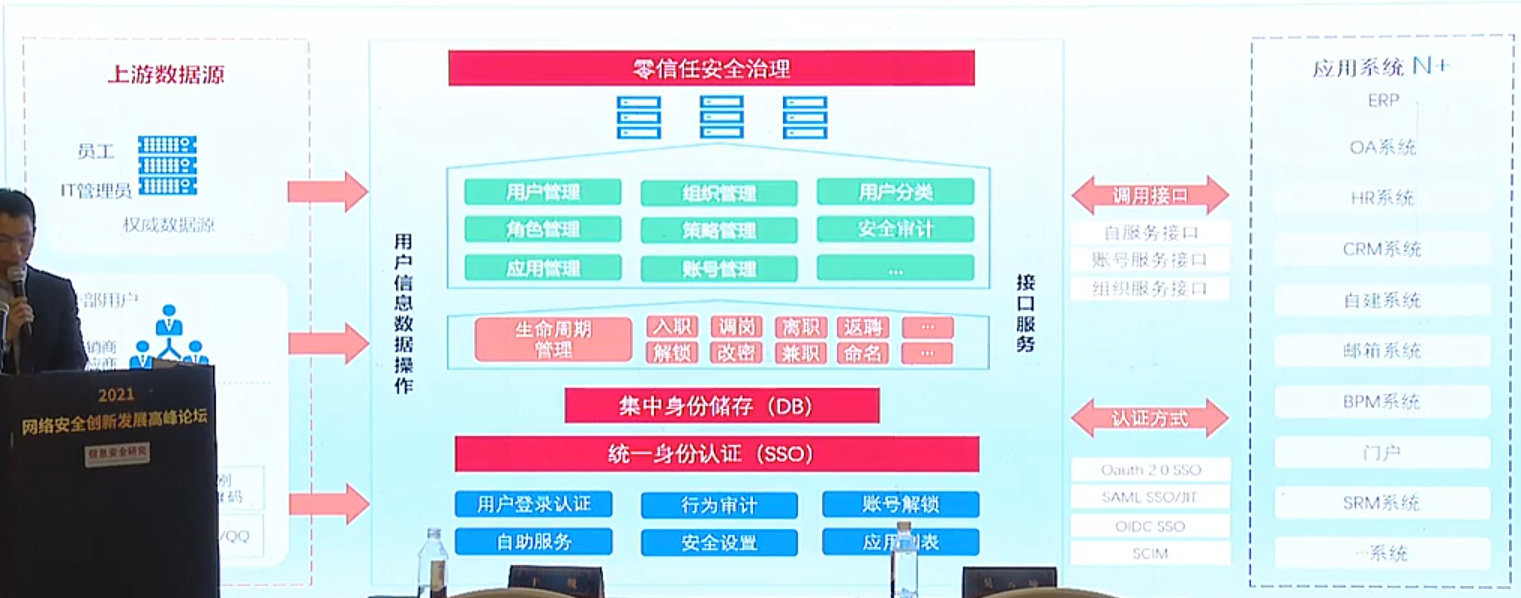 上游数据源
员工
IT管理员
权威数据源
部用户
销商
别
码
/QQ
2021
网络安全创新发展高峰论坛
信息安全研究
零信任安全治理
用户管理
组织管理
用户分类
角色管理
策略管理
安全审计
应用管理
账号管理
...
用户信息数据操作
接口服务
生命周期
管理
入职
调岗
离职
返聘
...
解锁
改密
兼职
命名
...
集中身份储存（DB）
统一身份认证（SSO）
用户登录认证
行为审计
账号解锁
自助服务
安全设置
应用列表
调用接口
自服务接口
账号服务接口
组织服务接口
认证方式
Oauth 2.0 SSO
SAML SSO/JIT
OIDC SSO
SCIM
应用系统 N+
ERP
OA系统
HR系统
CRM系统
自建系统
邮箱系统
BPM系统
门户
SRM系统
...系统